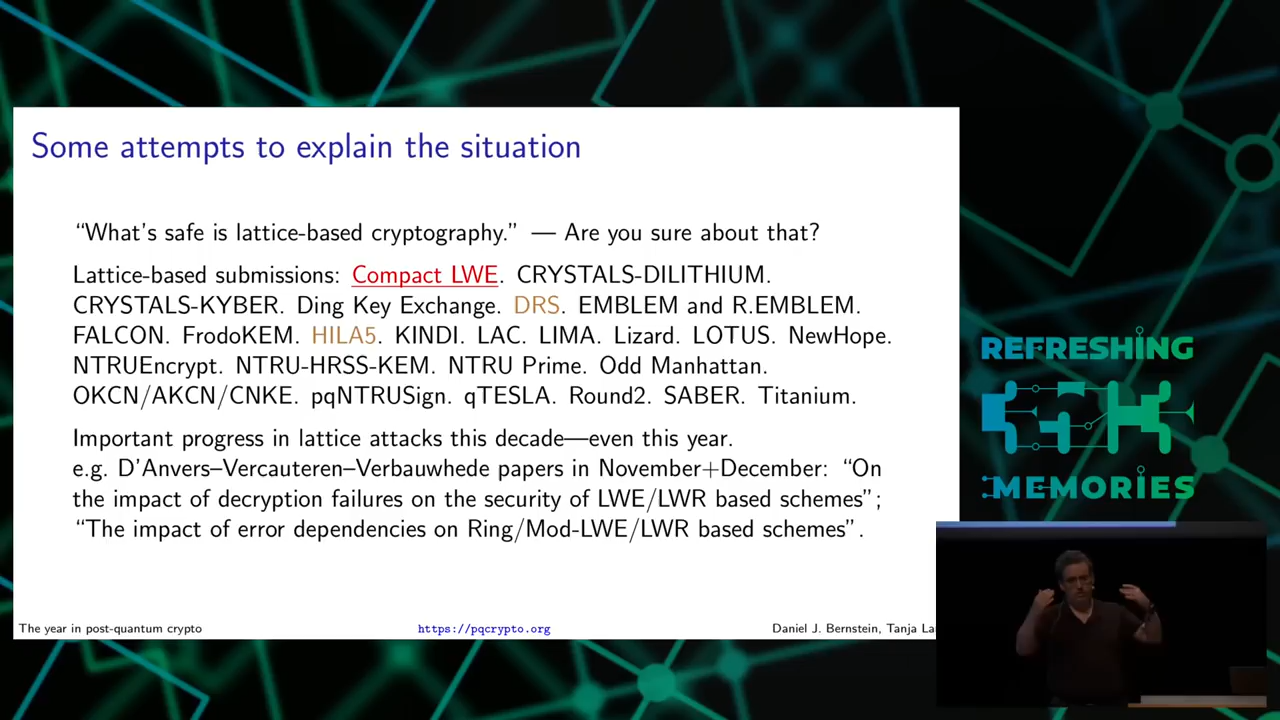 Some attempts to explain the situation
“What’s safe is lattice-based cryptography.” — Are you sure about that?
Lattice-based submissions: Compact LWE. CRYSTALS-DILITHIUM.
CRYSTALS-KYBER. Ding Key Exchange. DRS. EMBLEM and R.EMBLEM.
FALCON. FrodoKEM. HILA5. KINDI. LAC. LIMA. Lizard. LOTUS. NewHope.
NTRUEncrypt. NTRU-HRSS-KEM. NTRU Prime. Odd Manhattan.
OKCN/AKCN/CNKE. pqNTRUSign. qTESLA. Round2. SABER. Titanium.
Important progress in lattice attacks this decade—even this year.
e.g. D’Anvers–Vercauteren–Verbauwhede papers in November+December: “On
the impact of decryption failures on the security of LWE/LWR based schemes”;
“The impact of error dependencies on Ring/Mod-LWE/LWR based schemes”.
The year in post-quantum crypto
https://pqcrypto.org
Daniel J. Bernstein, Tanja La
REFRESHING
MEMORIES